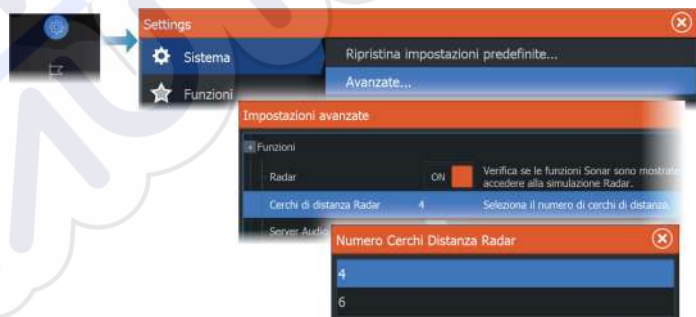 Settings
Sistema
Ripristina impostazioni predefinite...
Funzioni
Avanzate...
Impostazioni avanzate
Funzioni
Radar
ON
Verifica se le funzioni Sonar sono mostrate
accedere alla simulazione Radar.
Cerchi di distanza Radar
4
Seleziona il numero di cerchi di distanza.
Server Audio
Numero Cerchi Distanza Radar
4
6